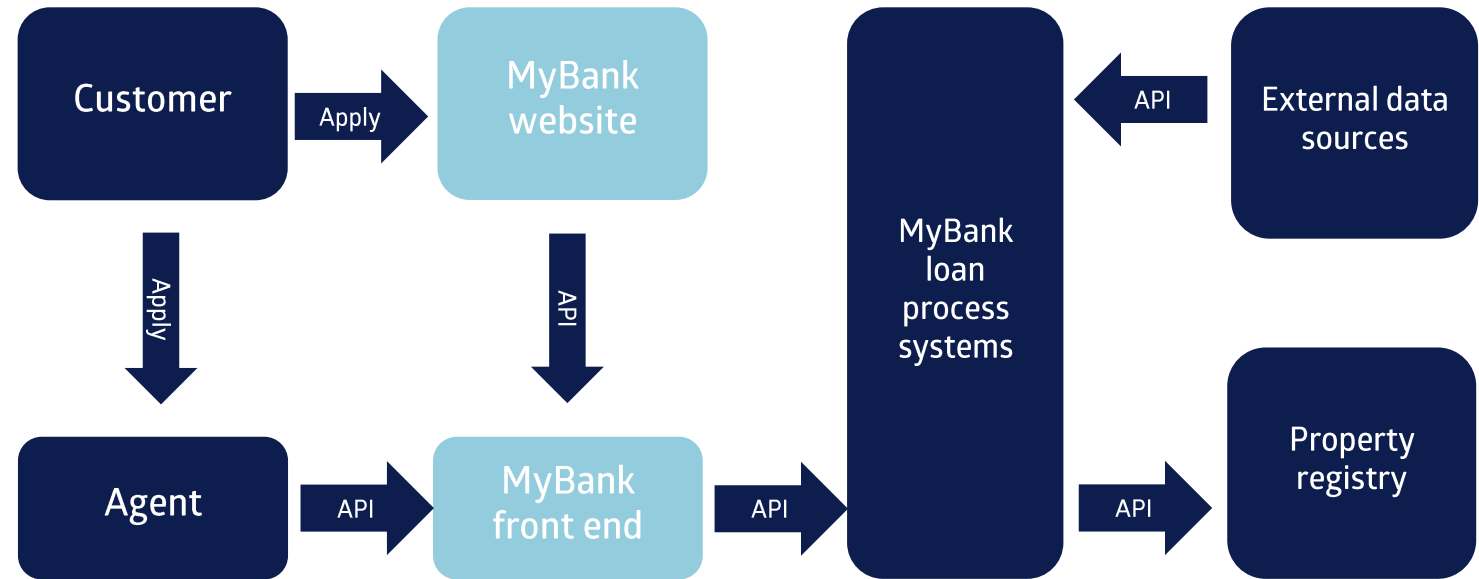 Customer
Apply
MyBank
website
API
External data
sources
Apply
API
MyBank
loan
process
systems
Agent
API
MyBank
front end
API
API
Property
registry